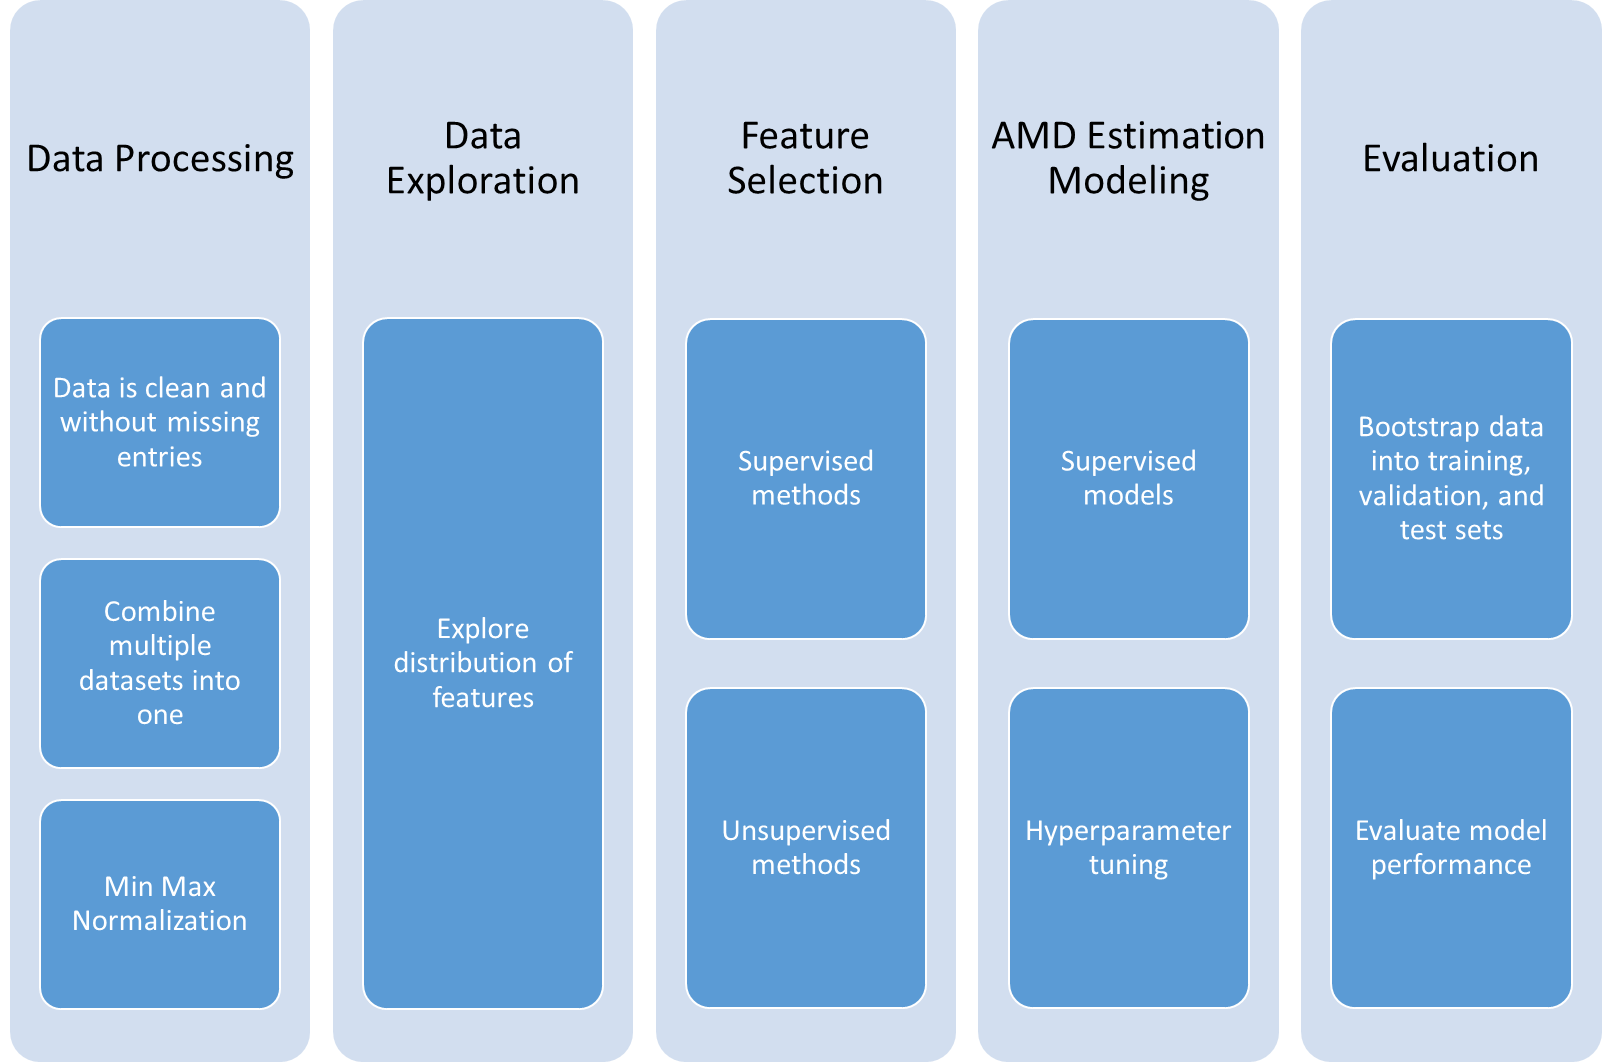 Data Processing
Data is clean and
without missing
entries
Combine
multiple
datasets into
one
Min Max
Normalization
Data
Exploration
Explore
distribution of
features
Feature
Selection
Supervised
methods
Unsupervised
methods
AMD Estimation
Modeling
Supervised
models
Hyperparameter
tuning
Evaluation
Bootstrap data
into training,
validation, and
test sets
Evaluate model
performance